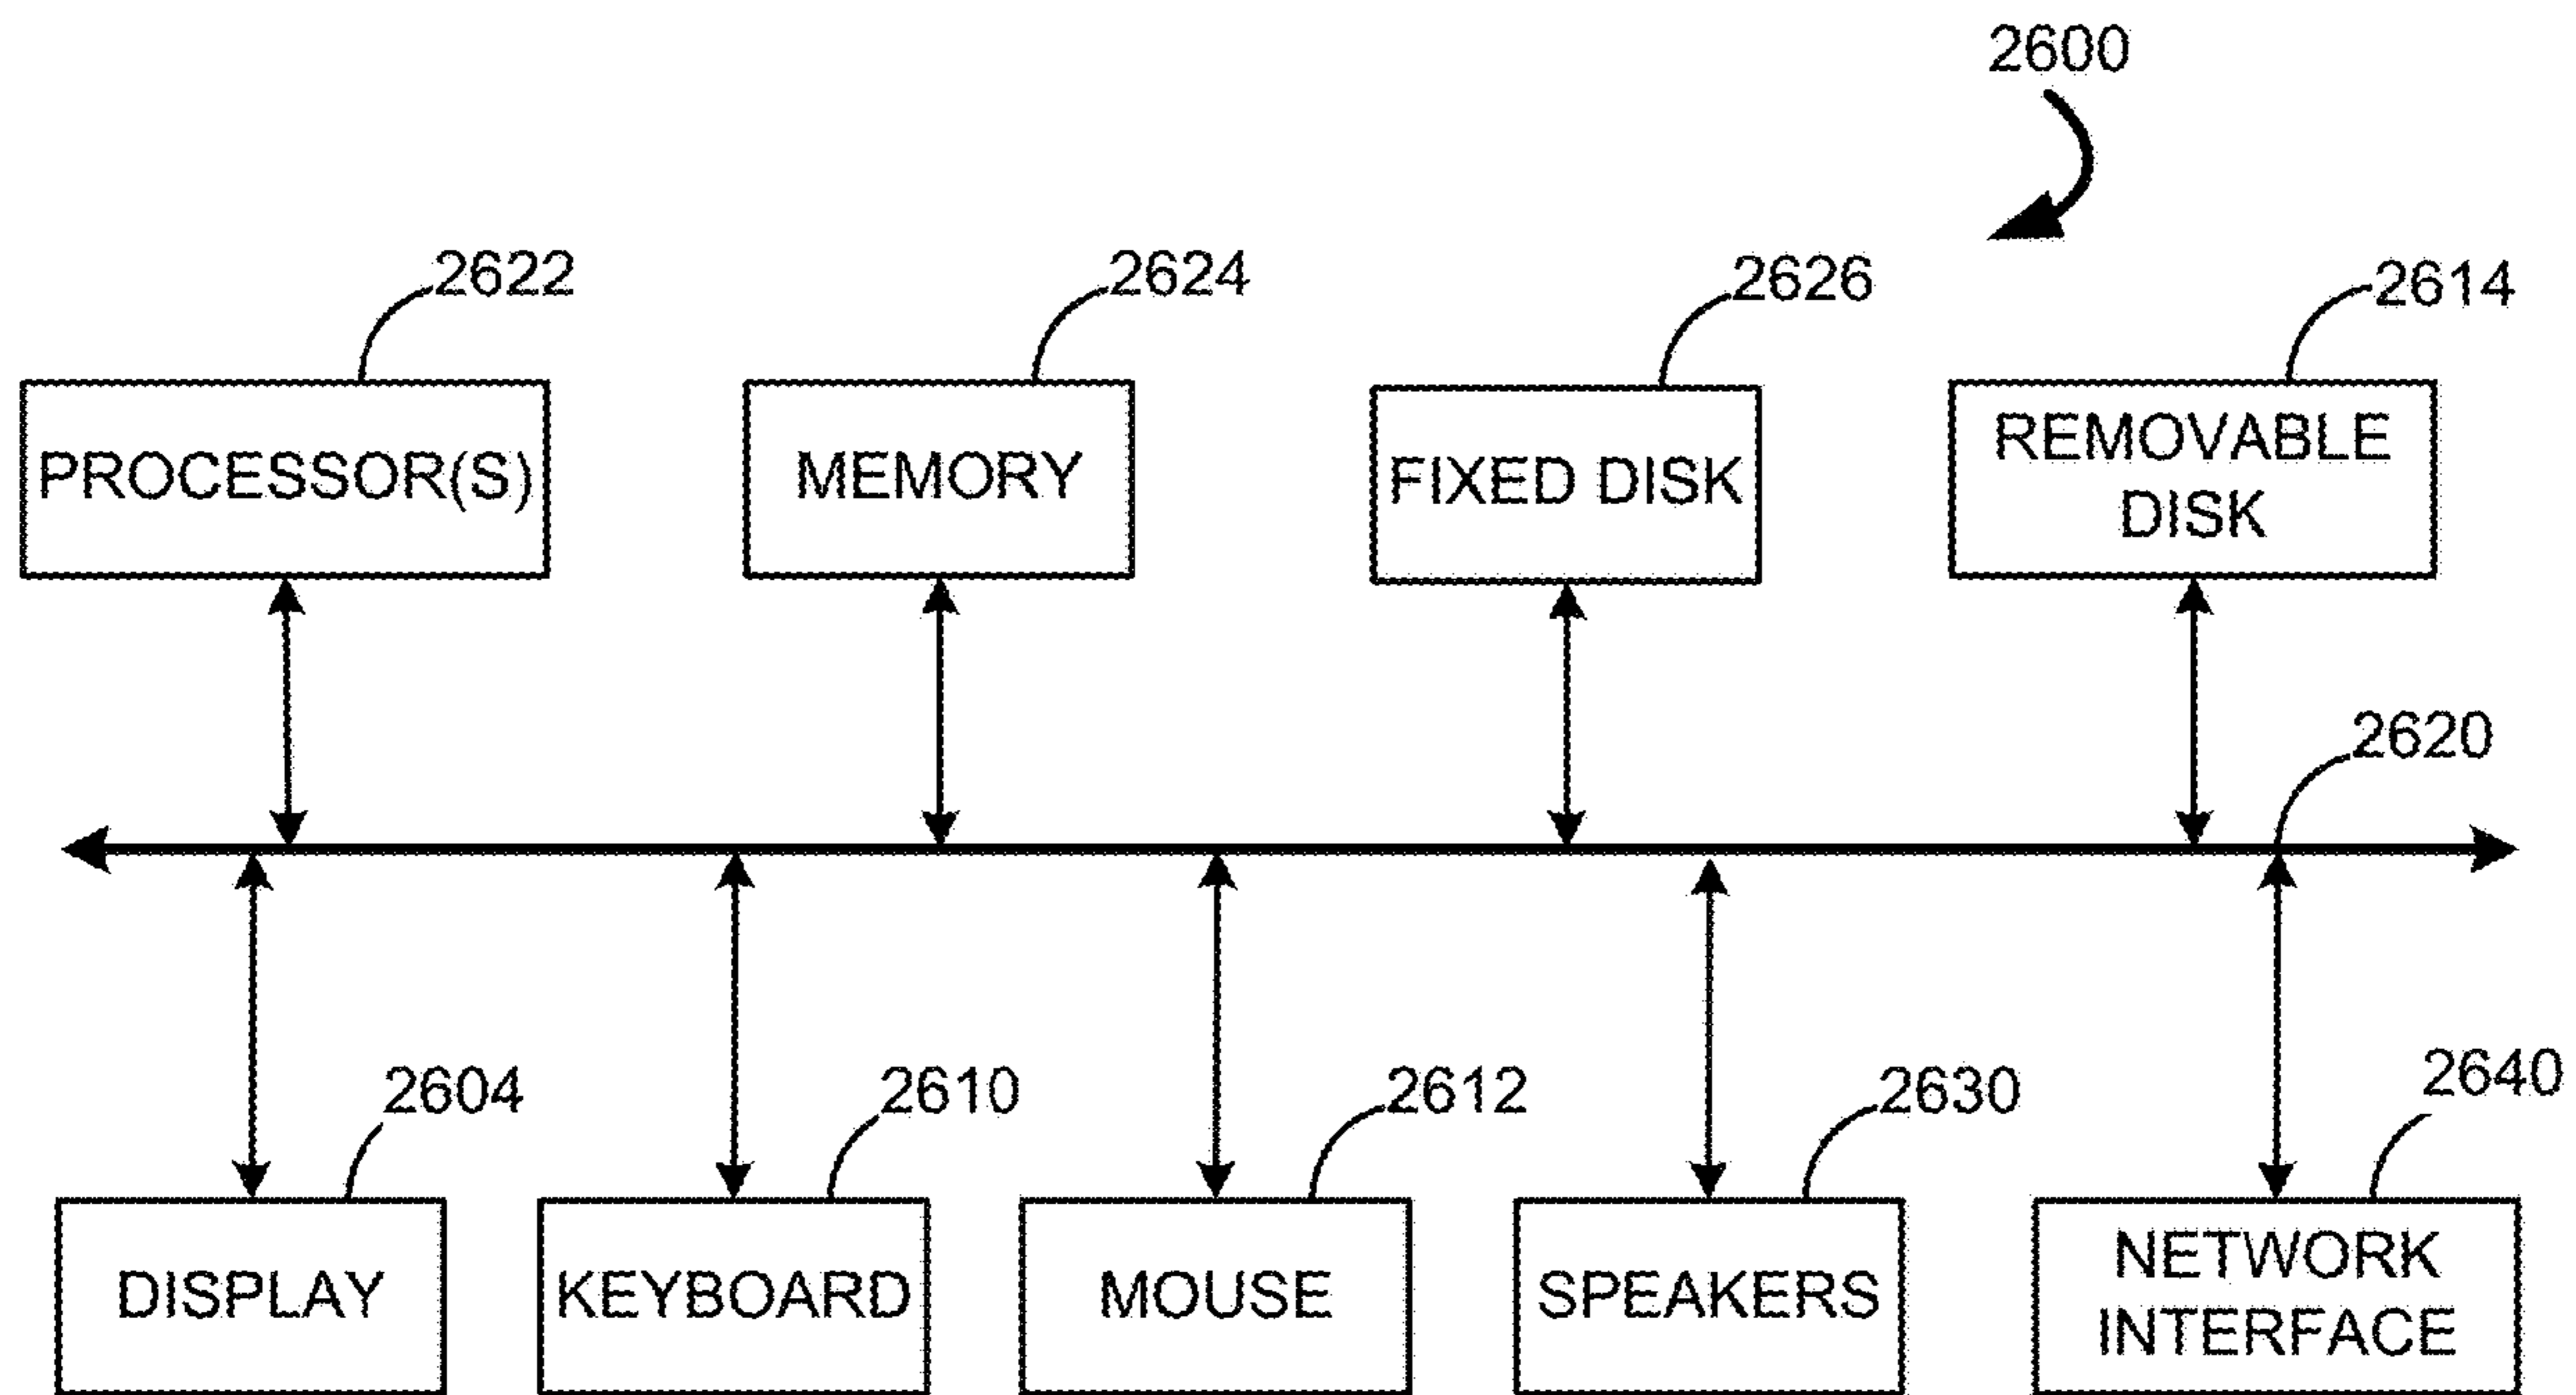 2600
2622
2624
2626
2614
PROCESSOR(S)
MEMORY
FIXED DISK
REMOVABLE
DISK
2620
2604
2610
2612
2630
2640
DISPLAY
KEYBOARD
MOUSE
SPEAKERS
NETWORK
INTERFACE